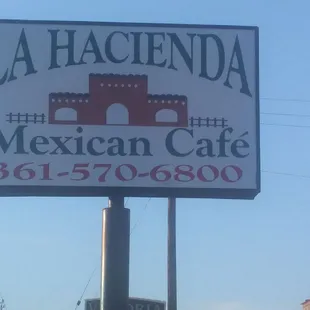 LA HACIENDA
Mexican Café
361-570-6800